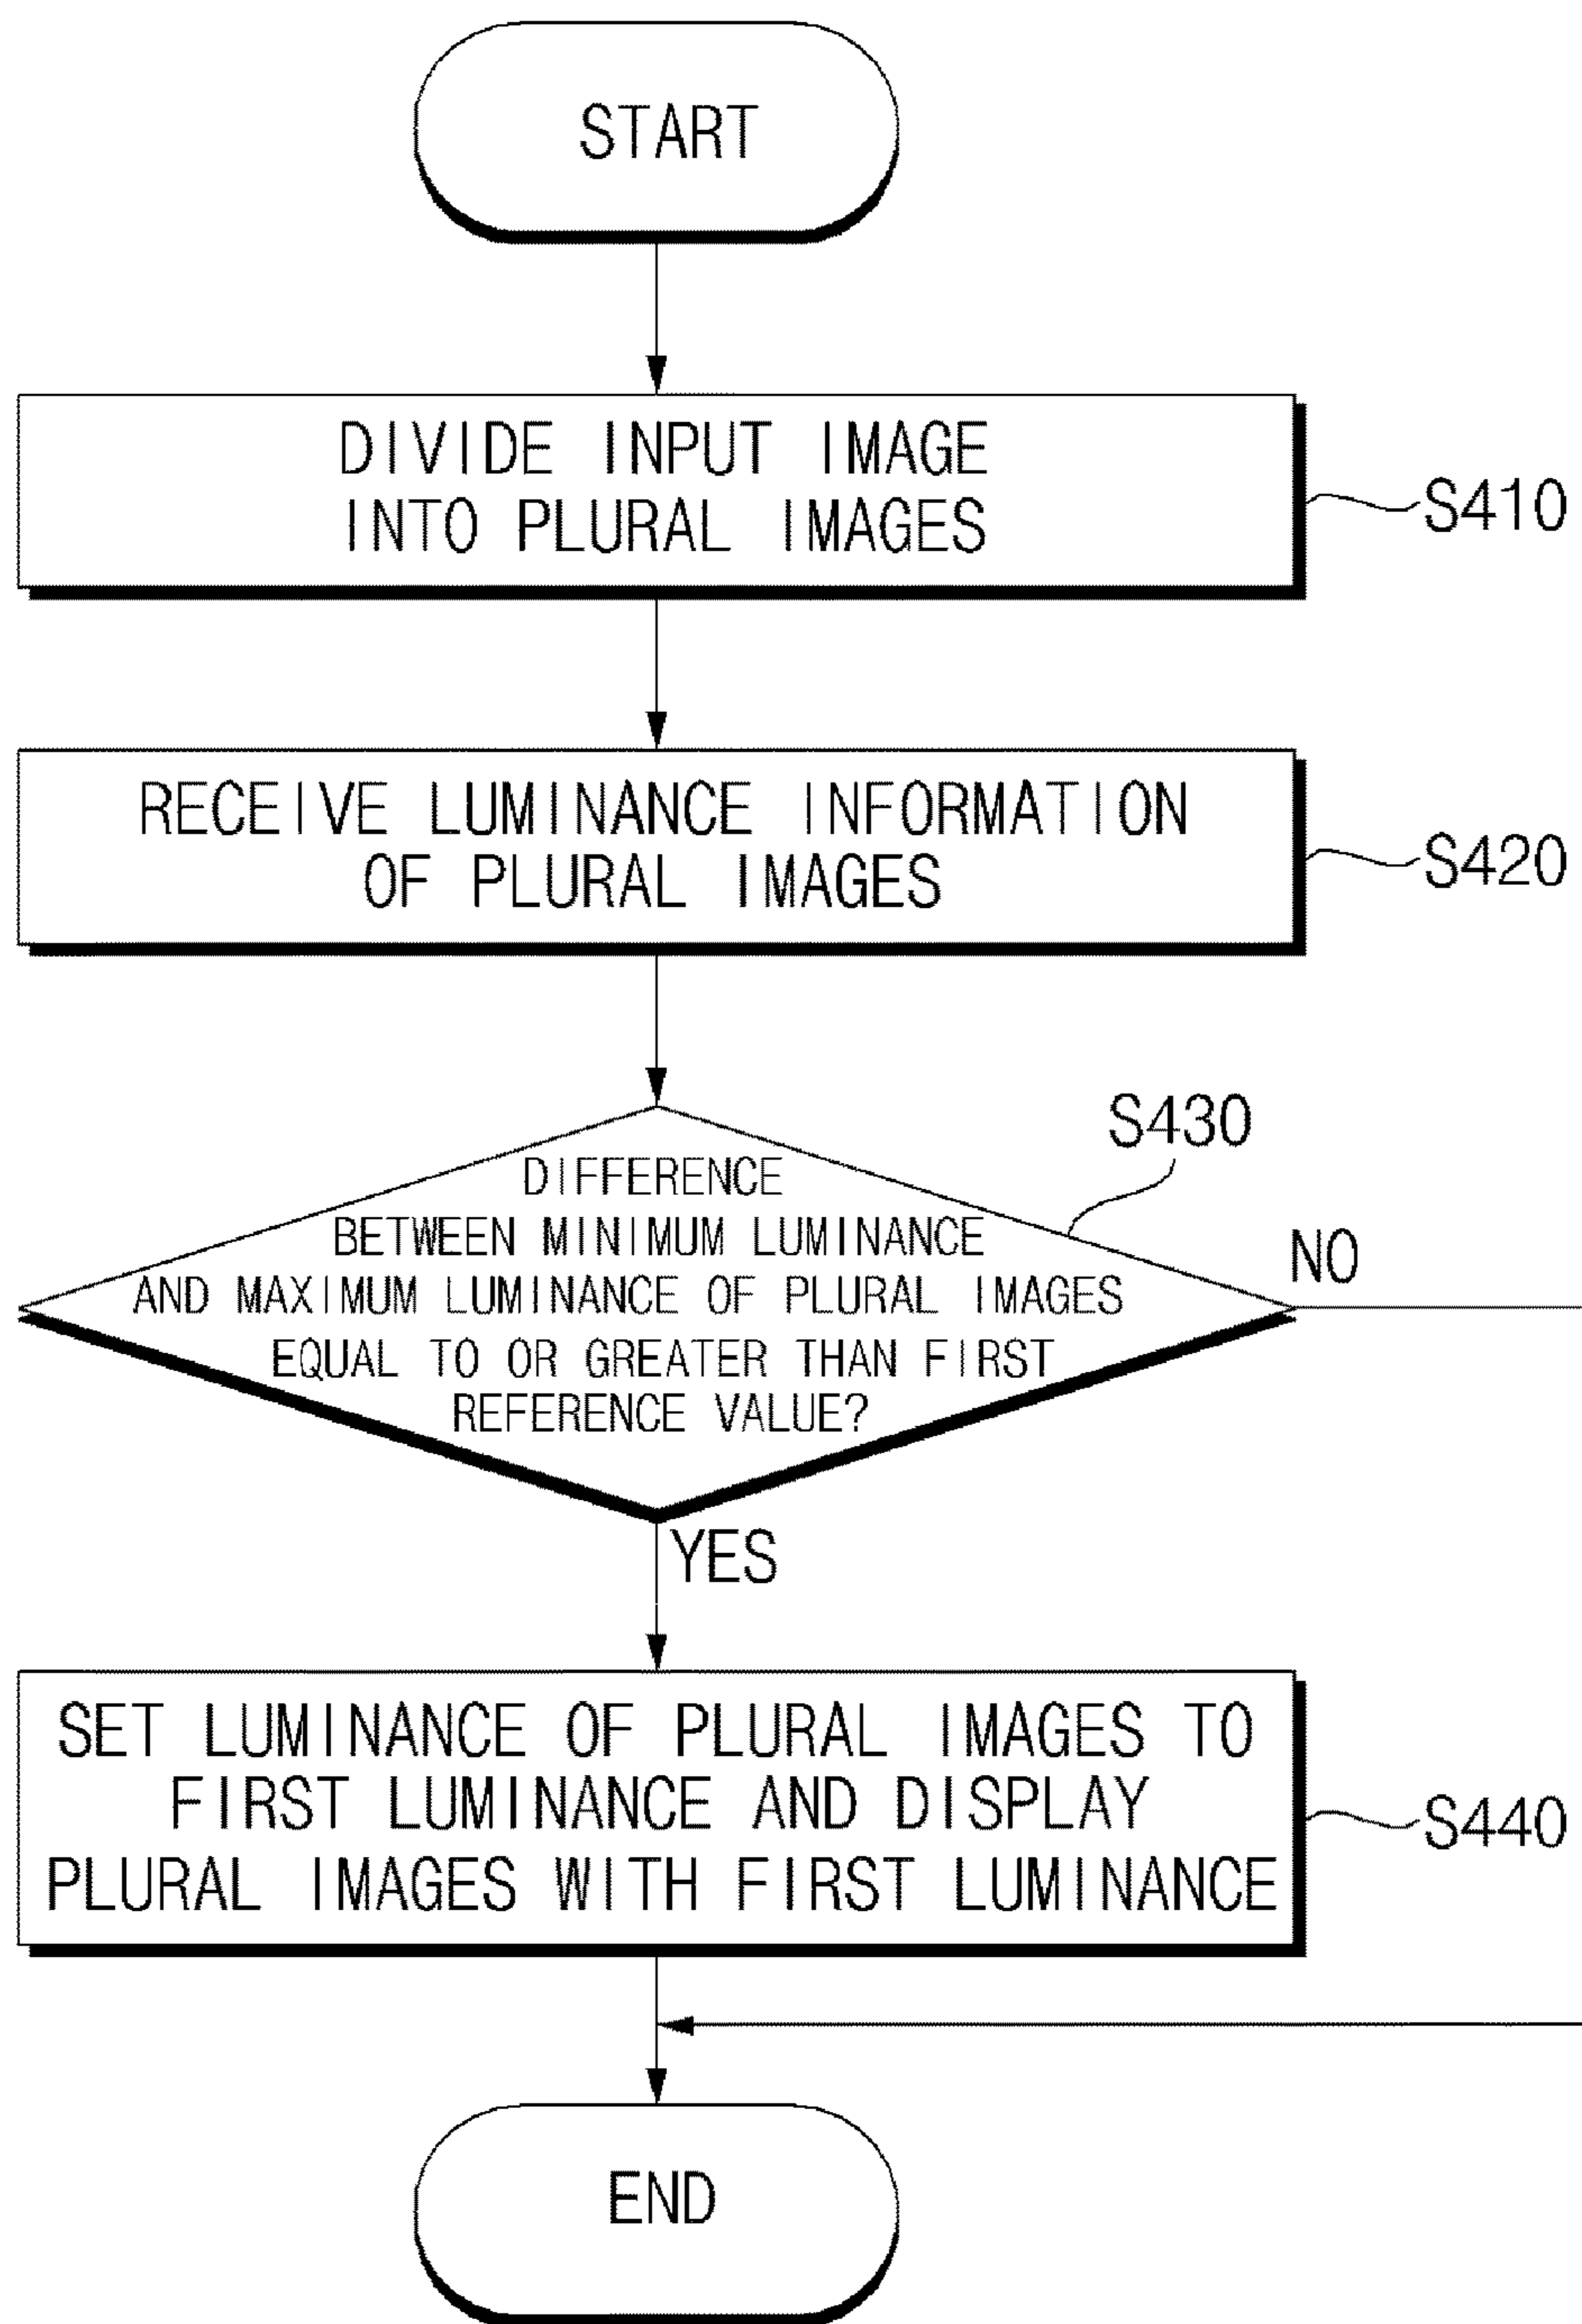 START
DIVIDE INPUT IMAGE
INTO PLURAL IMAGES
S410
RECEIVE LUMINANCE INFORMATION
OF PLURAL IMAGES
S420
S430
DIFFERENCE
BETWEEN MINIMUM LUMINANCE
AND MAXIMUM LUMINANCE OF PLURAL IMAGES
EQUAL TO OR GREATER THAN FIRST
REFERENCE VALUE?
NO
YES
SET LUMINANCE OF PLURAL IMAGES TO
FIRST LUMINANCE AND DISPLAY
PLURAL IMAGES WITH FIRST LUMINANCE
S440
END